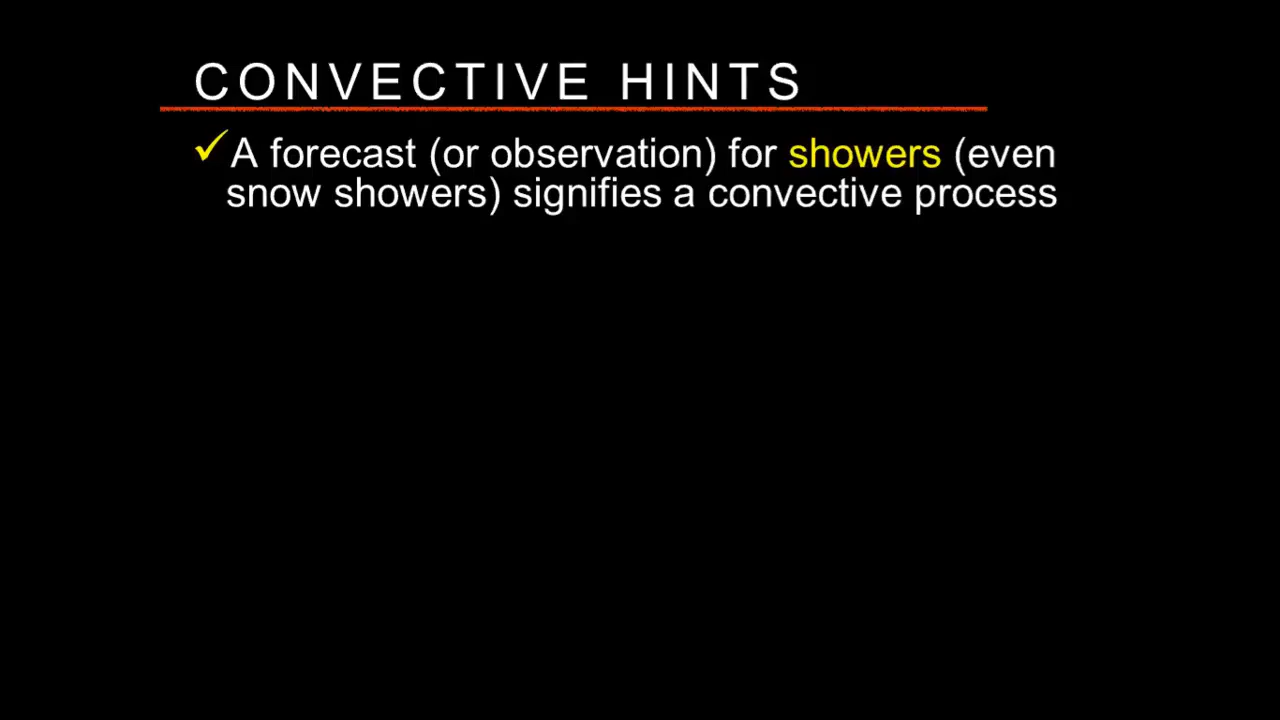 CONVECTIVE HINTS
✓A forecast (or observation) for showers (even
snow showers) signifies a convective process